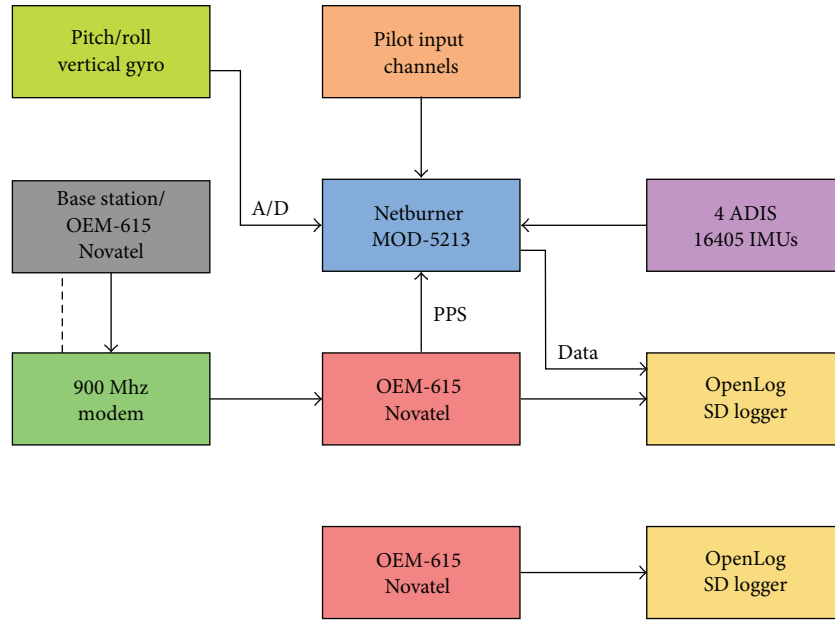 Pitch/roll
vertical gyro
Pilot input
channels
Base station/
OEM-615
Novatel
A/D
Netburner
MOD-5213
4 ADIS
16405 IMUs
PPS
Data
900 Mhz
modem
OEM-615
Novatel
OpenLog
SD logger
OEM-615
Novatel
OpenLog
SD logger